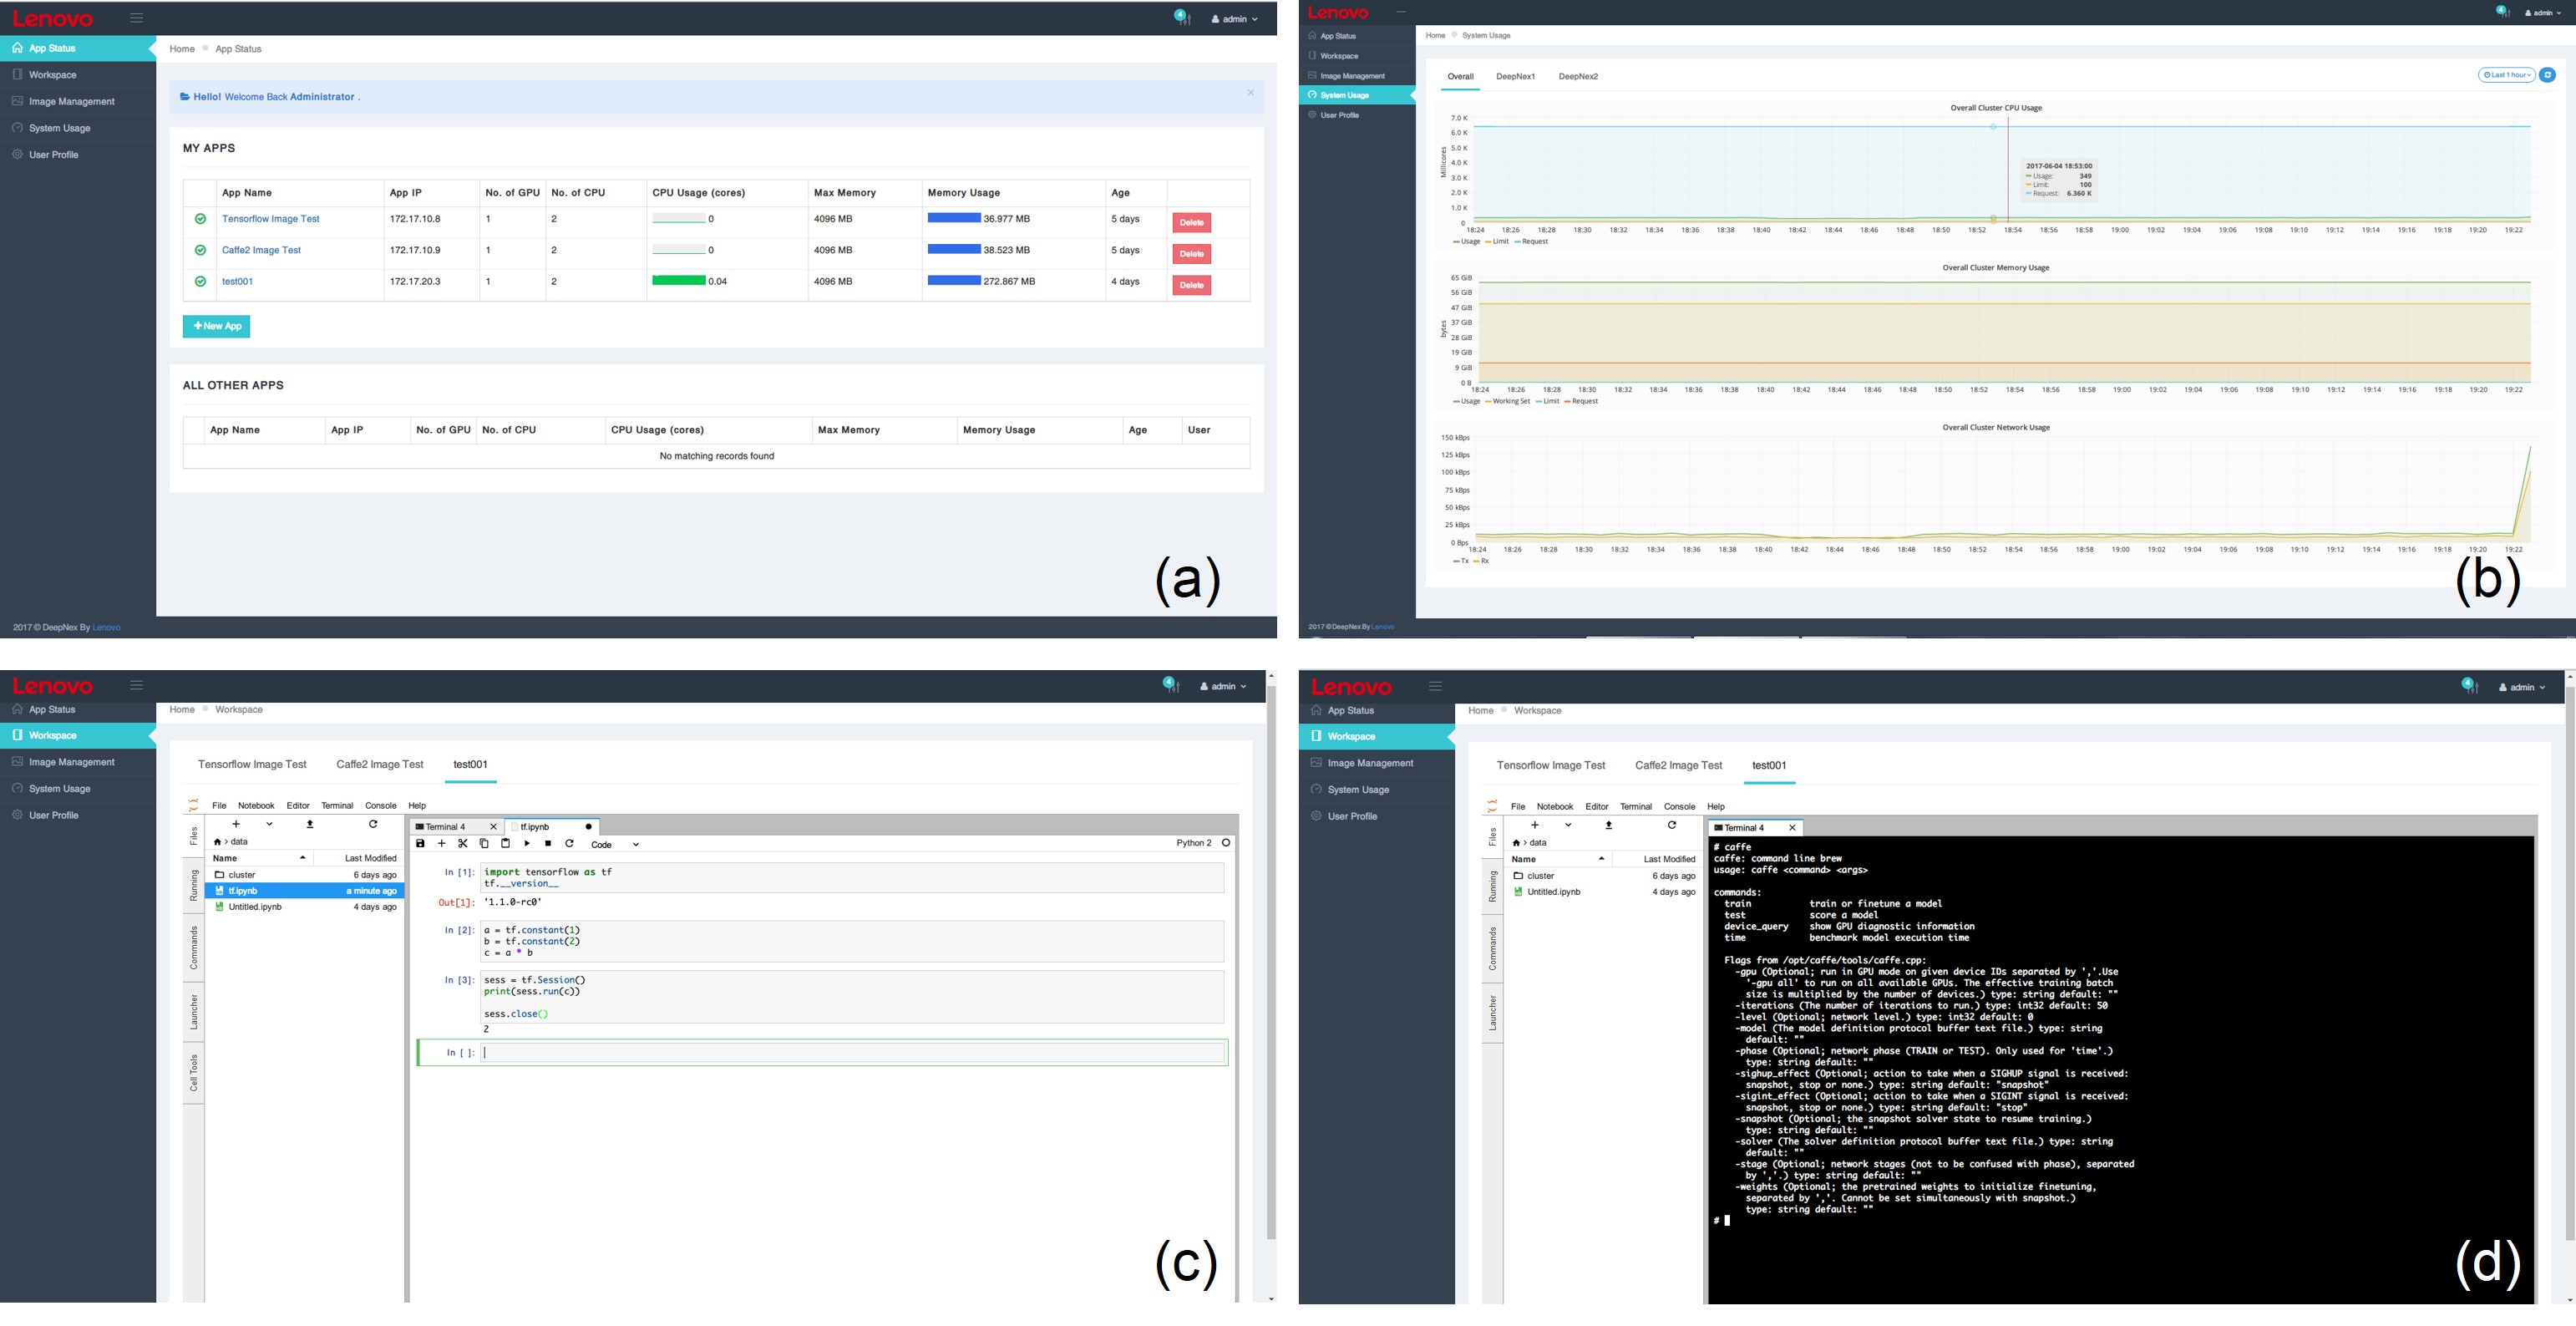 Lenovo
4
admin
App Status
Workspace
Image Management
System Usage
User Profile
Home App Status
Hello! Welcome Back Administrator .
MY APPS
App Name App IP No. of GPU No. of CPU CPU Usage (cores) Max Memory Memory Usage Age
Tensorflow Image Test 172.17.10.8 1 2 0 4096 MB 36.977 MB 5 days Delete
Caffe2 Image Test 172.17.10.9 1 2 0 4096 MB 38.523 MB 5 days Delete
test001 172.17.20.3 1 2 0.04 4096 MB 272.867 MB 4 days Delete
+New App
ALL OTHER APPS
App Name App IP No. of GPU No. of CPU CPU Usage (cores) Max Memory Memory Usage Age User
No matching records found
2017 © DeepNex By Lenovo
(a)
Lenovo
4
admin
App Status
Workspace
Image Management
System Usage
User Profile
Home System Usage
Overall DeepNex1 DeepNex2
Last 1 hour
Overall Cluster CPU Usage
Millicores
7.0 K
6.0 K
5.0 K
4.0 K
3.0 K
2.0 K
1.0 K
0
2017-06-04 18:53:00
Usage: 349
Limit: 100
Request: 6.360 K
18:24 18:26 18:28 18:30 18:32 18:34 18:36 18:38 18:40 18:42 18:44 18:46 18:48 18:50 18:52 18:54 18:56 18:58 19:00 19:02 19:04 19:06 19:08 19:10 19:12 19:14 19:16 19:18 19:20 19:22
Usage Limit Request
Overall Cluster Memory Usage
bytes
65 GiB
56 GiB
47 GiB
37 GiB
28 GiB
19 GiB
9 GiB
0 B
18:24 18:26 18:28 18:30 18:32 18:34 18:36 18:38 18:40 18:42 18:44 18:46 18:48 18:50 18:52 18:54 18:56 18:58 19:00 19:02 19:04 19:06 19:08 19:10 19:12 19:14 19:16 19:18 19:20 19:22
Usage Working Set Limit Request
Overall Cluster Network Usage
150 kBps
125 kBps
100 kBps
75 kBps
50 kBps
25 kBps
0 Bps
18:24 18:26 18:28 18:30 18:32 18:34 18:36 18:38 18:40 18:42 18:44 18:46 18:48 18:50 18:52 18:54 18:56 18:58 19:00 19:02 19:04 19:06 19:08 19:10 19:12 19:14 19:16 19:18 19:20 19:22
Tx Rx
2017 © DeepNex By Lenovo
(b)
Lenovo
4
admin
App Status
Workspace
Image Management
System Usage
User Profile
Home Workspace
Tensorflow Image Test Caffe2 Image Test test001
File Notebook Editor Terminal Console Help
Files
Running
Commands
Launcher
Cell Tools
> data
Name Last Modified
cluster 6 days ago
tf.ipynb a minute ago
Untitled.ipynb 4 days ago
Terminal 4 tf.ipynb
Code Python 2
In [1]: import tensorflow as tf
tf.__version__
Out[1]: '1.1.0-rc0'
In [2]: a = tf.constant(1)
b = tf.constant(2)
c = a * b
In [3]: sess = tf.Session()
print(sess.run(c))
sess.close()
2
In [ ]:
(c)
Lenovo
4
admin
App Status
Workspace
Image Management
System Usage
User Profile
Home Workspace
Tensorflow Image Test Caffe2 Image Test test001
File Notebook Editor Terminal Console Help
Files
Running
Commands
Launcher
> data
Name Last Modified
cluster 6 days ago
Untitled.ipynb 4 days ago
Terminal 4
# caffe
caffe: command line brew
usage: caffe <command> <args>
commands:
train train or finetune a model
test score a model
device_query show GPU diagnostic information
time benchmark model execution time
Flags from /opt/caffe/tools/caffe.cpp:
-gpu (Optional; run in GPU mode on given device IDs separated by ','.Use
'-gpu all' to run on all available GPUs. The effective training batch
size is multiplied by the number of devices.) type: string default: ""
-iterations (The number of iterations to run.) type: int32 default: 50
-level (Optional; network level.) type: int32 default: 0
-model (The model definition protocol buffer text file.) type: string
default: ""
-phase (Optional; network phase (TRAIN or TEST). Only used for 'time'.)
type: string default: ""
-sighup_effect (Optional; action to take when a SIGHUP signal is received:
snapshot, stop or none.) type: string default: "snapshot"
-sigint_effect (Optional; action to take when a SIGINT signal is received:
snapshot, stop or none.) type: string default: "stop"
-snapshot (Optional; the snapshot solver state to resume training.)
type: string default: ""
-solver (The solver definition protocol buffer text file.) type: string
default: ""
-stage (Optional; network stages (not to be confused with phase), separated
by ','.) type: string default: ""
-weights (Optional; the pretrained weights to initialize finetuning,
separated by ','. Cannot be set simultaneously with snapshot.)
type: string default: ""
#
(d)